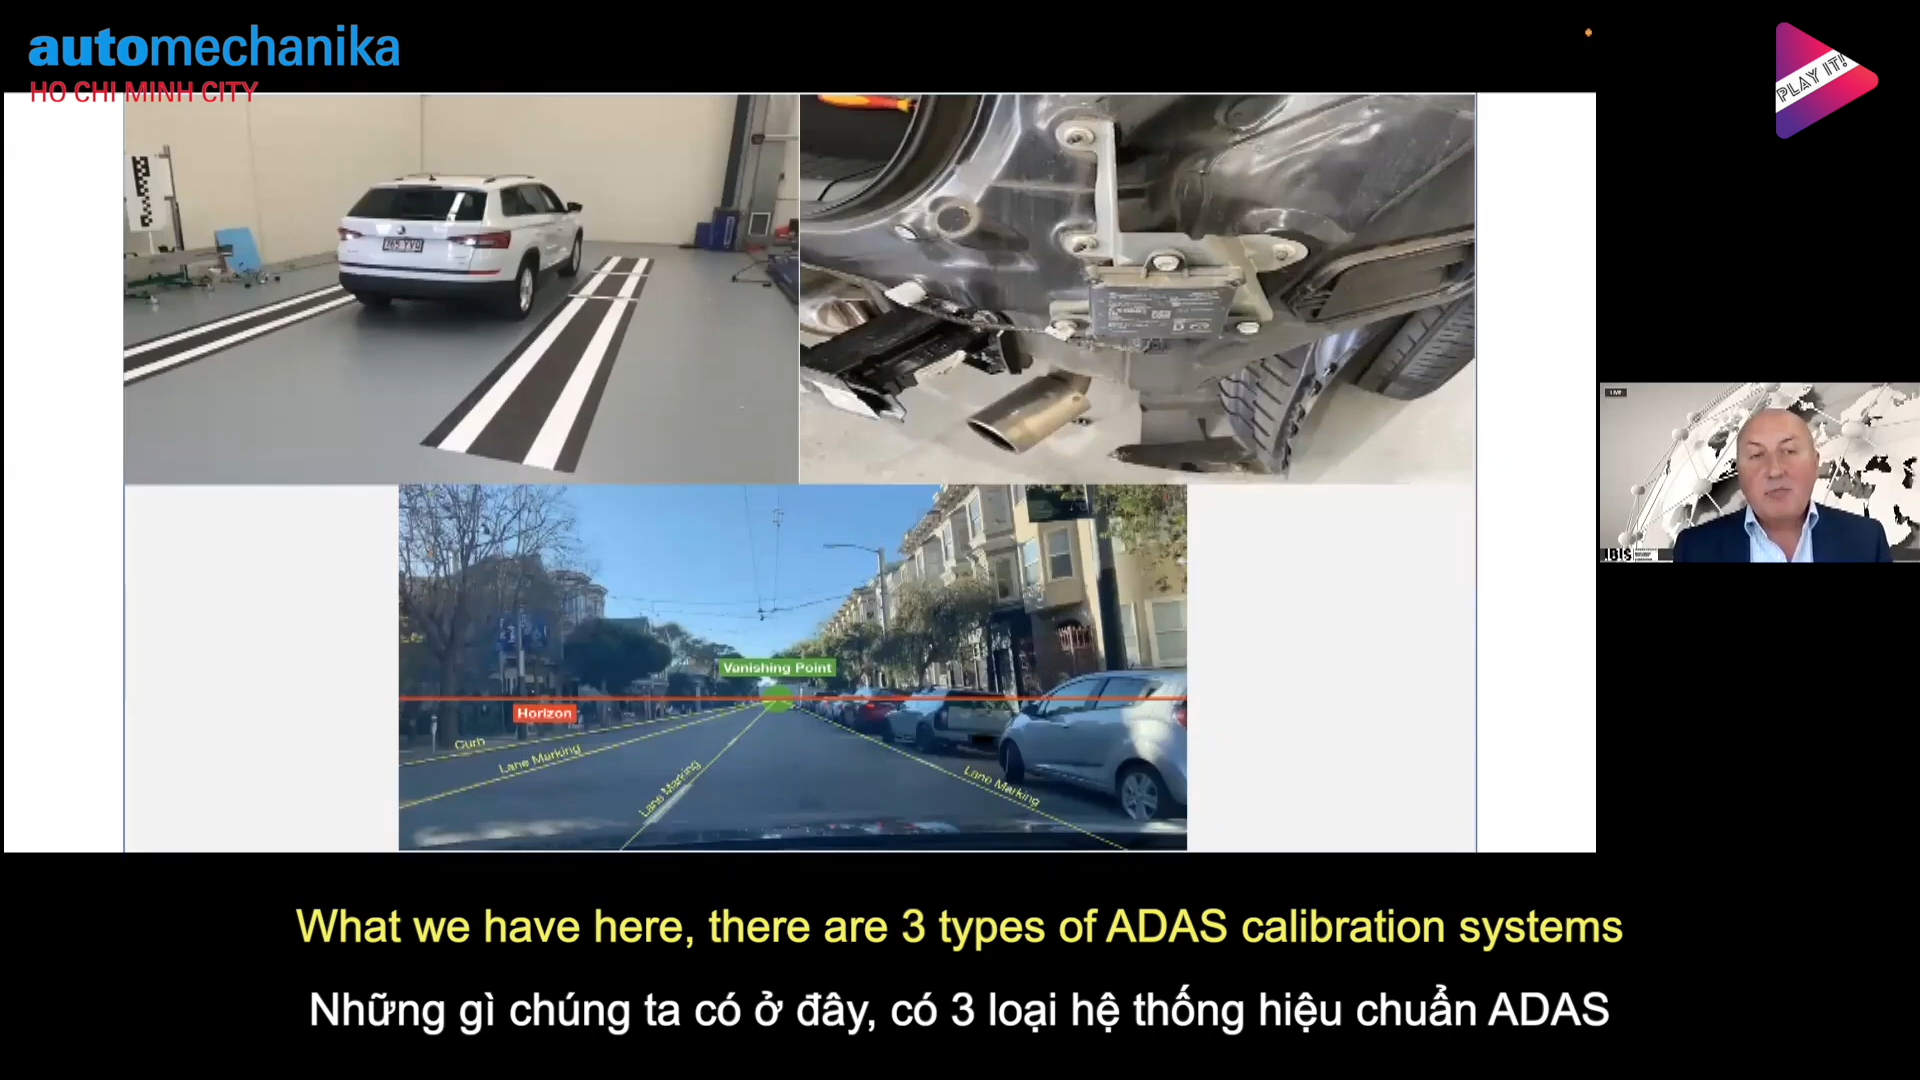 automechanika
HO CHI MINH CITY
PLAY IT!
LIVE
Vanishing Point
Horizon
Curb
Lane Marking
Lane Marking
Lane Marking
IBIS
What we have here, there are 3 types of ADAS calibration systems
Những gì chúng ta có ở đây, có 3 loại hệ thống hiệu chuẩn ADAS